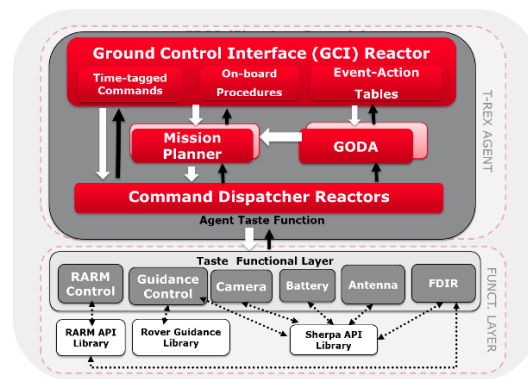 Ground Control Interface (GCI) Reactor
Time-tagged
Commands
On-board
Procedures
Event-Action
Tables
T-REX AGENT
Mission
Planner
GODA
Command Dispatcher Reactors
Agent Taste Function
Taste Functional Layer
RARM
Control
Guidance
Control
Camera
Battery
Antenna
FDIR
FUNCT. LAYER
RARM API
Library
Rover Guidance
Library
Sherpa API
Library